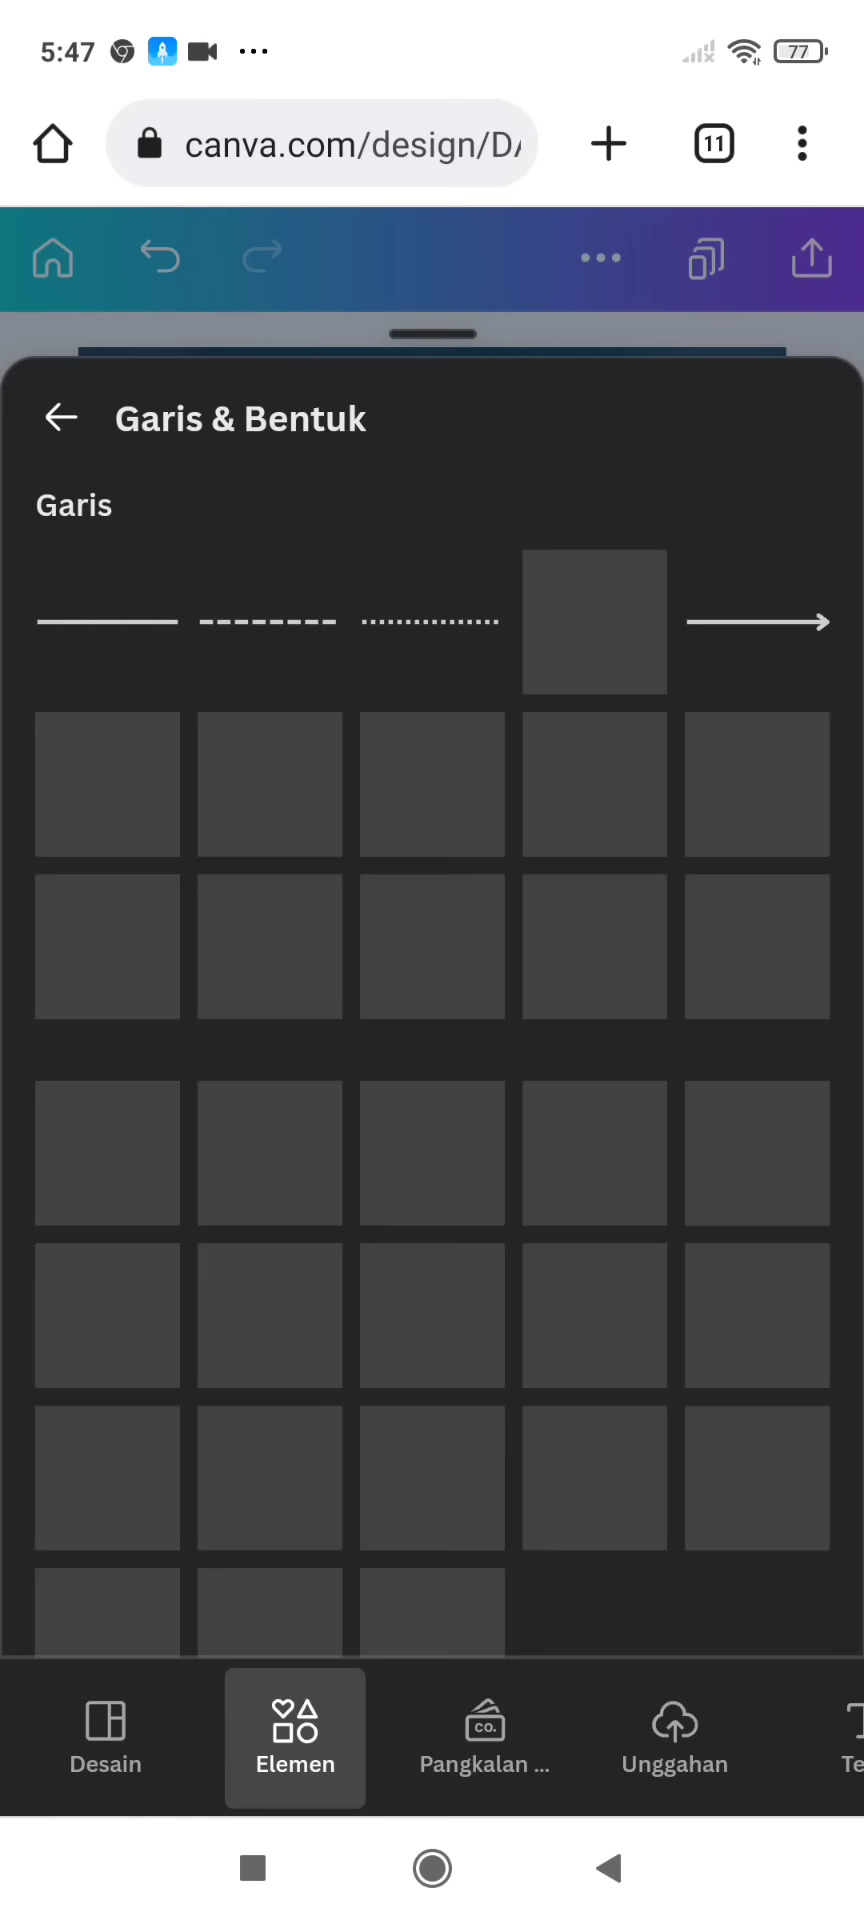 5:47
77
canva.com/design/D
11
Garis & Bentuk
Garis
Desain
Elemen
CO.
Pangkalan ...
Unggahan
Te